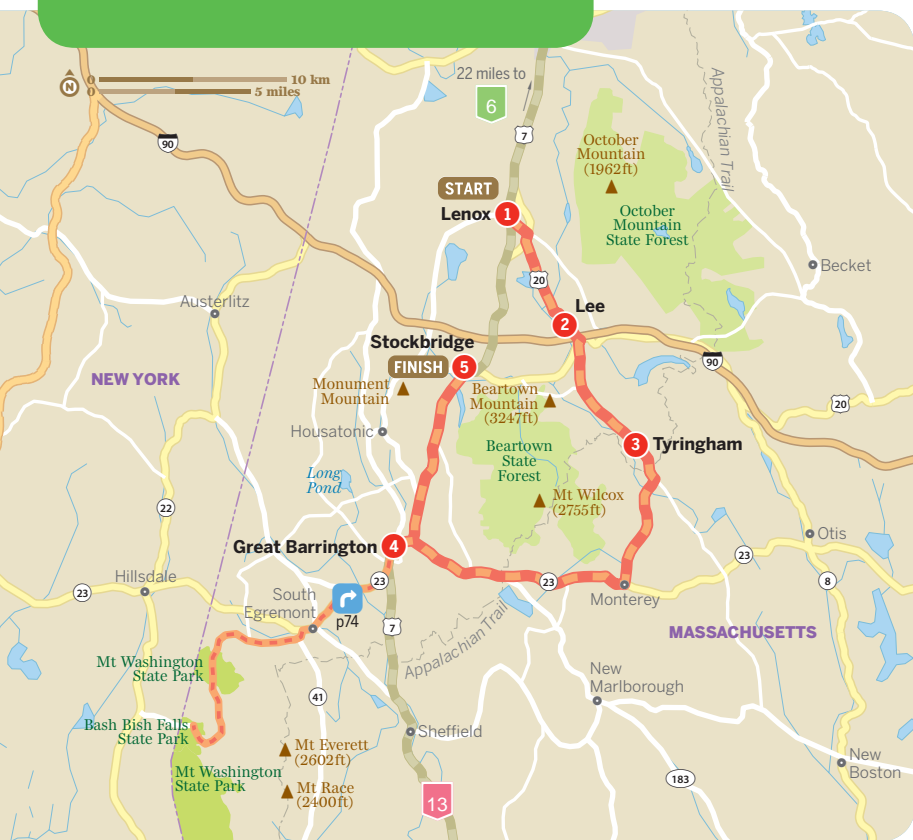 0
10 km
N
0
5 miles
22 miles to
6
7
90
Appalachian Trail
October
Mountain
(1962ft)
START
Lenox
1
October
Mountain
State Forest
20
Becket
Austerlitz
Lee
2
Stockbridge
FINISH
5
90
NEW YORK
Monument
Mountain
Beartown
Mountain
(3247ft)
20
Housatonic
Beartown
State
Forest
3
Tyringham
Long
Pond
Mt Wilcox
(2755ft)
22
Great Barrington
4
Otis
23
Hillsdale
23
23
South
Egremont
p74
23
8
Monterey
7
Appalachian Trail
MASSACHUSETTS
Mt Washington
State Park
New
Marlborough
41
Bash Bish Falls
State Park
Sheffield
Mt Everett
(2602ft)
New
Boston
Mt Washington
State Park
183
Mt Race
(2400ft)
13